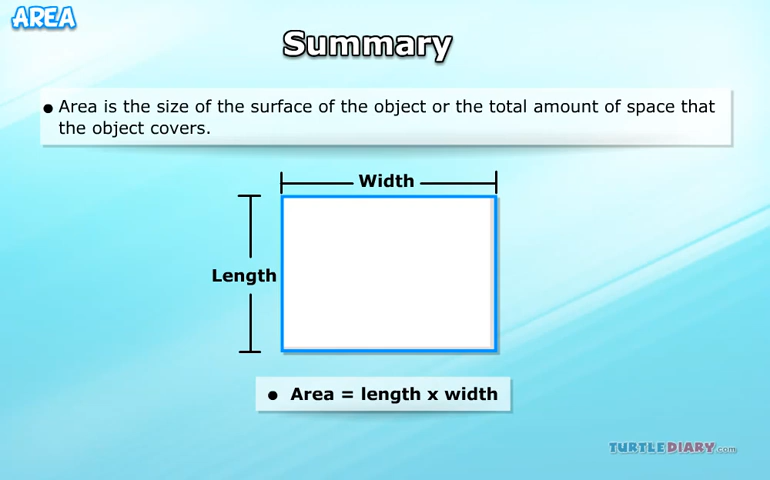 AREA
Summary
● Area is the size of the surface of the object or the total amount of space that
the object covers.
Width
Length
● Area = length x width
TURTLEDIARY.com